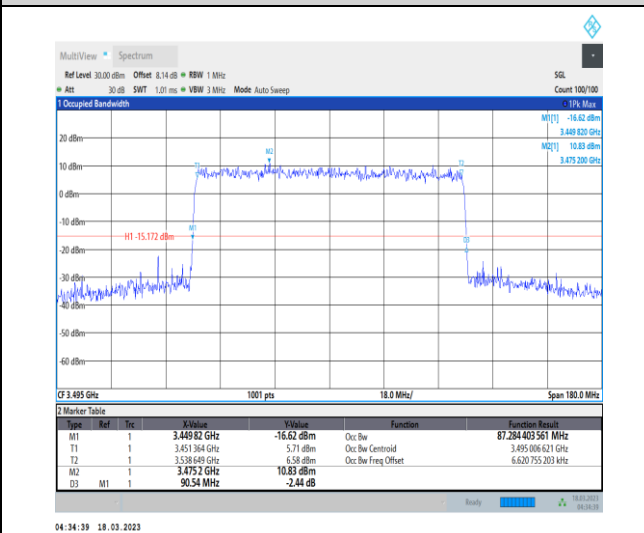 MultiView Spectrum
Ref Level 30.00 dBm Offset 8.14 dB RBW 1 MHz SGL
Att 30 dB SWT 1.01 ms VBW 3 MHz Mode Auto Sweep Count 100/100
1 Occupied Bandwidth 1Pk Max
M1[1] -16.62 dBm
3.449 820 GHz
M2[1] 10.83 dBm
3.475 200 GHz
20 dBm
M2
T1 T2
10 dBm
0 dBm
-10 dBm
M1
H1 -15.172 dBm
D3
-20 dBm
-30 dBm
-40 dBm
-50 dBm
-60 dBm
CF 3.495 GHz 1001 pts 18.0 MHz/ Span 180.0 MHz
2 Marker Table
Type Ref Trc X-Value Y-Value Function Function Result
M1 1 3.449 82 GHz -16.62 dBm Occ Bw 87.284 403 561 MHz
T1 1 3.451 364 GHz 5.71 dBm Occ Bw Centroid 3.495 006 621 GHz
T2 1 3.538 649 GHz 6.58 dBm Occ Bw Freq Offset 6.620 755 203 kHz
M2 1 3.475 2 GHz 10.83 dBm
D3 M1 1 90.54 MHz -2.44 dB
Ready 18.03.2023
04:34:39
04:34:39 18.03.2023